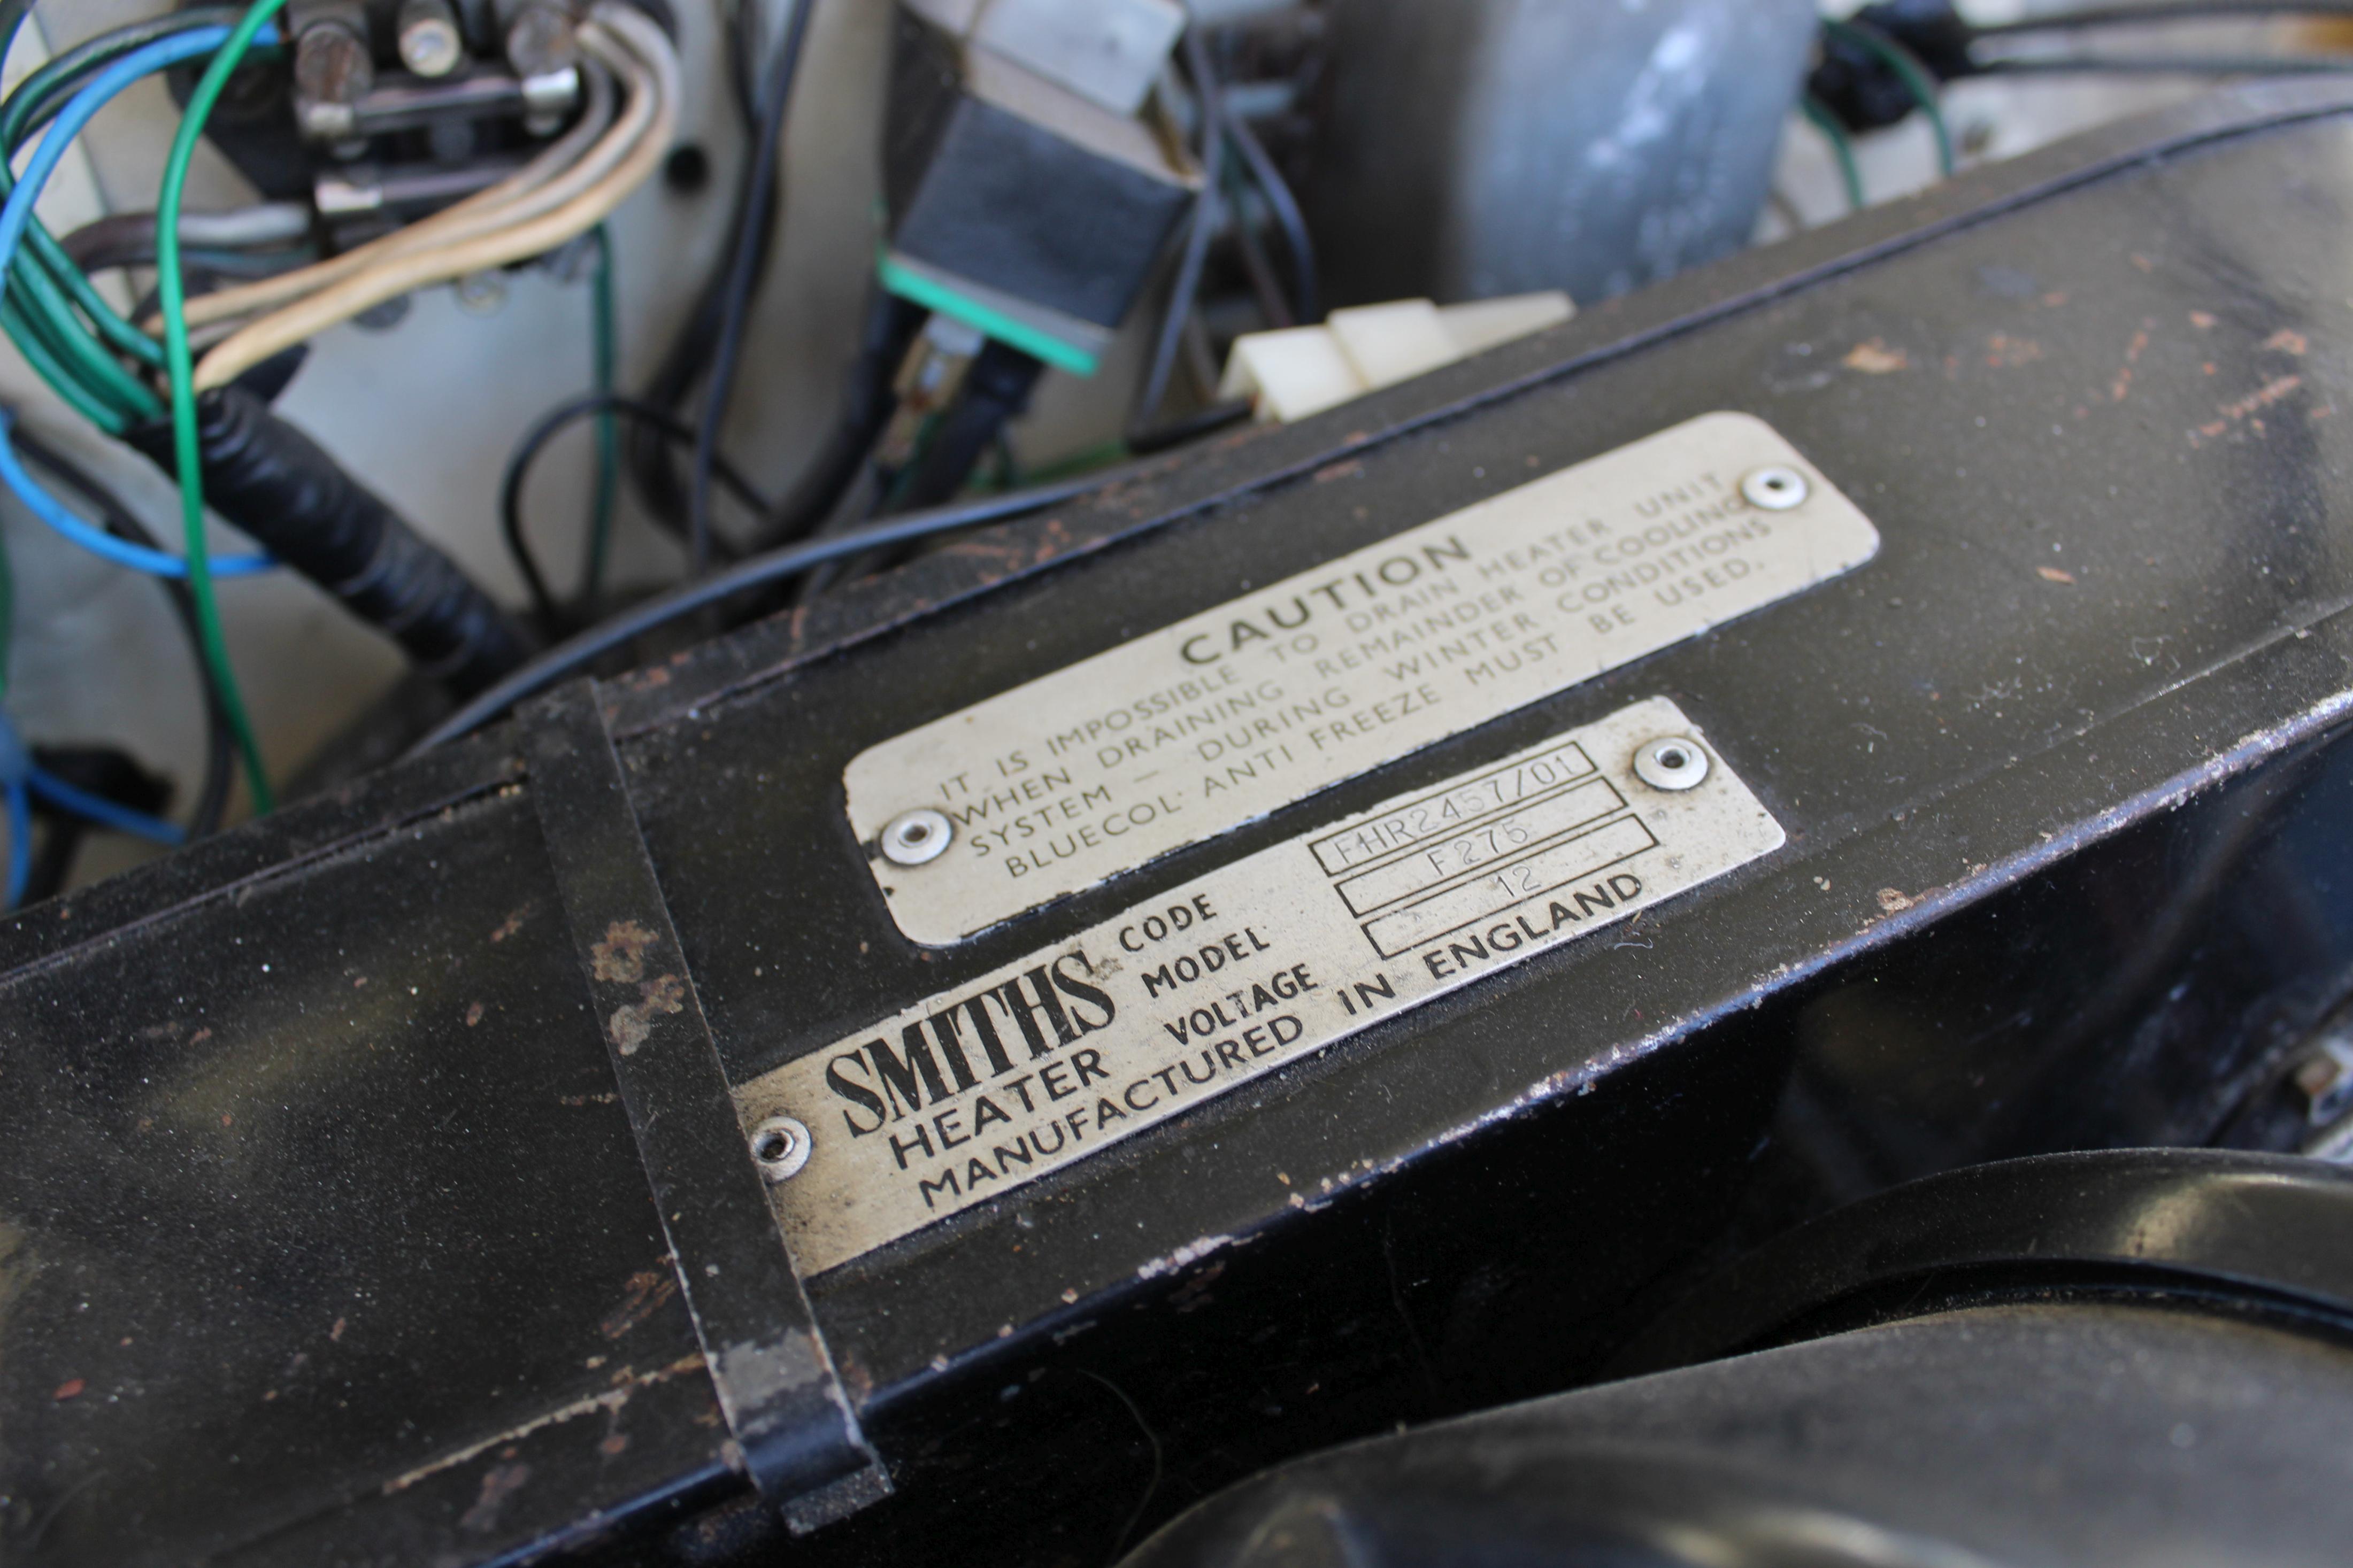 CAUTION
IT IS IMPOSSIBLE TO DRAIN HEATER UNIT
WHEN DRAINING REMAINDER OF COOLING
SYSTEM — DURING WINTER CONDITIONS
BLUECOL ANTI FREEZE MUST BE USED.
SMITHS CODE FHR2457/01
HEATER MODEL F275
VOLTAGE 12
MANUFACTURED IN ENGLAND